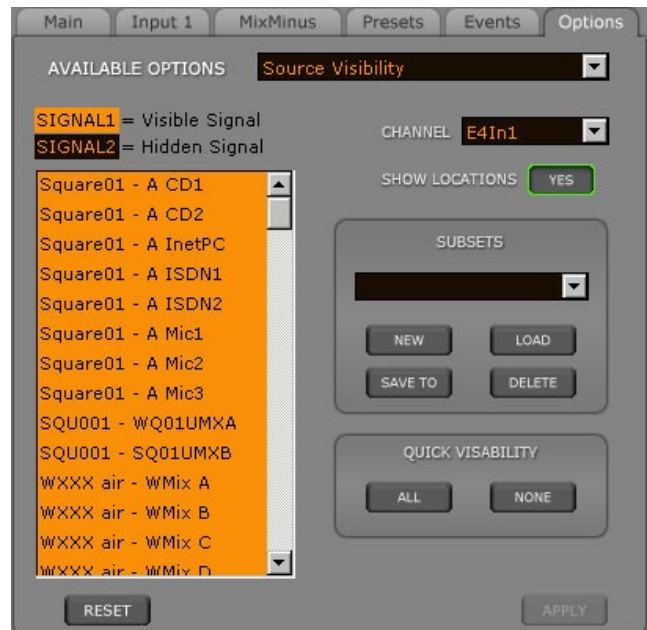 Main Input 1 MixMinus Presets Events Options
AVAILABLE OPTIONS Source Visibility
SIGNAL1 = Visible Signal
SIGNAL2 = Hidden Signal
CHANNEL E4In1
SHOW LOCATIONS YES
Square01 - A CD1
Square01 - A CD2
Square01 - A InetPC
Square01 - A ISDN1
Square01 - A ISDN2
Square01 - A Mic1
Square01 - A Mic2
Square01 - A Mic3
SQU001 - WQ01UMXA
SQU001 - SQ01UMXB
WXXX air - WMix A
WXXX air - WMix B
WXXX air - WMix C
WXXX air - WMix D
SUBSETS
NEW LOAD
SAVE TO DELETE
QUICK VISABILITY
ALL NONE
RESET APPLY